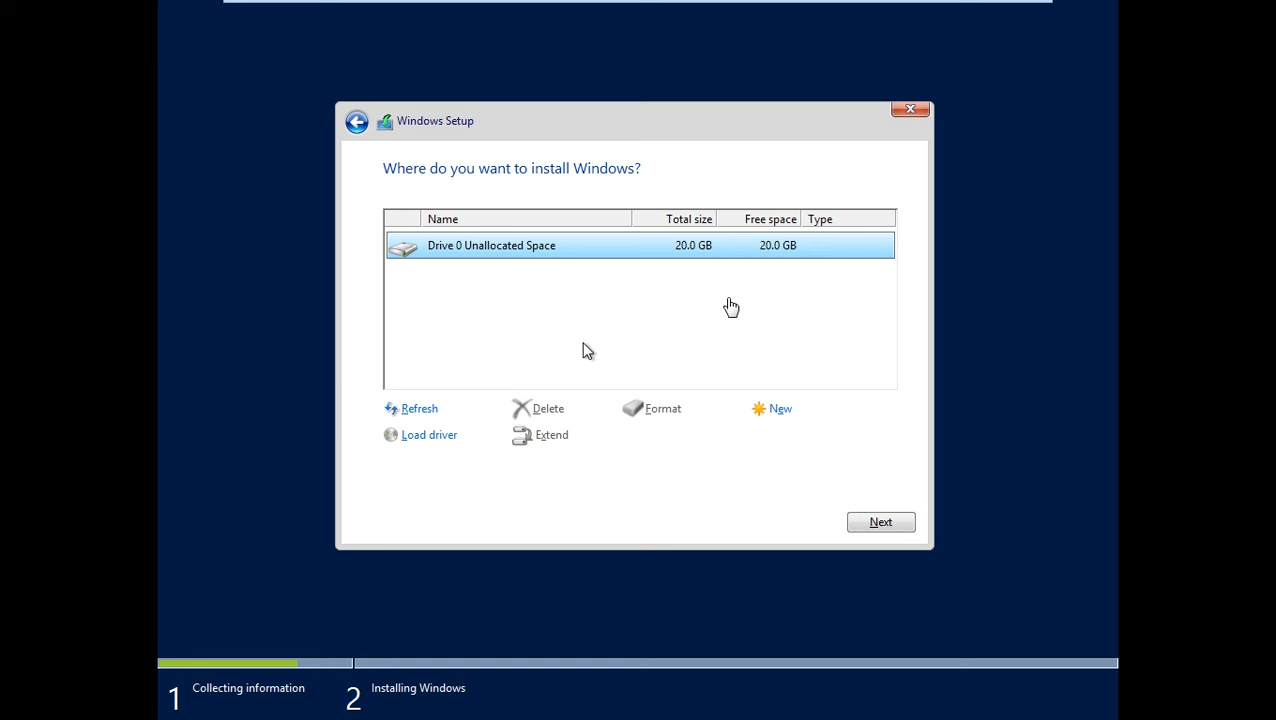 Windows Setup
Where do you want to install Windows?
Name Total size Free space Type
Drive 0 Unallocated Space 20.0 GB 20.0 GB
Refresh Delete Format New
Load driver Extend
Next
1 Collecting information 2 Installing Windows